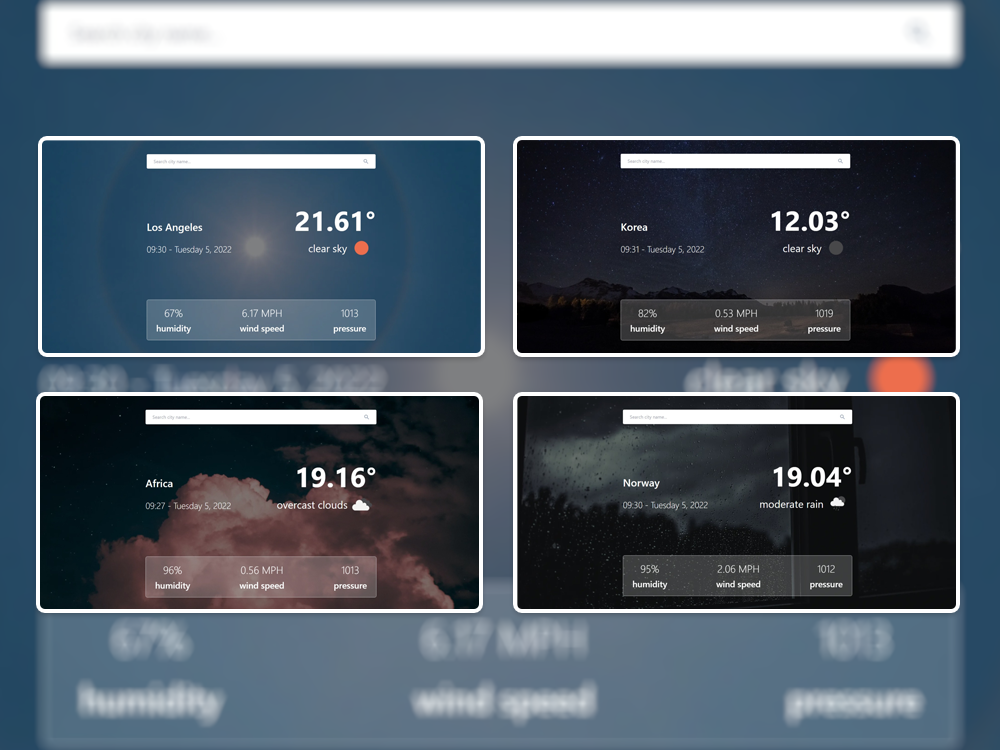 Search city name...
Search city name...
Los Angeles
21.61°
09:30 - Tuesday 5, 2022
clear sky
67%
6.17 MPH
1013
humidity
wind speed
pressure
Search city name...
Korea
12.03°
09:31 - Tuesday 5, 2022
clear sky
82%
0.53 MPH
1019
humidity
wind speed
pressure
09:30 - Tuesday 5, 2022
clear sky
Search city name...
Africa
19.16°
09:27 - Tuesday 5, 2022
overcast clouds
96%
0.56 MPH
1013
humidity
wind speed
pressure
Search city name...
Norway
19.04°
09:30 - Tuesday 5, 2022
moderate rain
95%
2.06 MPH
1012
humidity
wind speed
pressure
67%
6.17 MPH
1013
humidity
wind speed
pressure